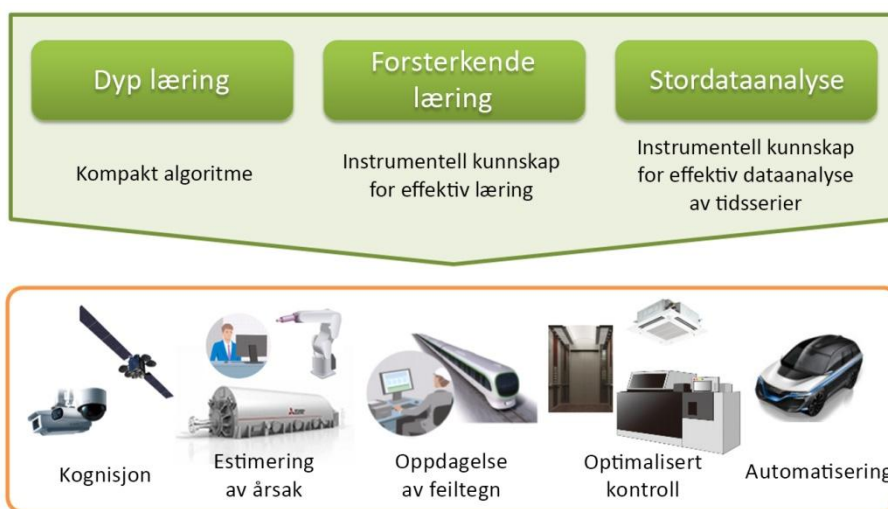 Dyp læring
Forsterkende
læring
Stordataanalyse
Kompakt algoritme
Instrumentell kunnskap
for effektiv læring
Instrumentell kunnskap
for effektiv dataanalyse
av tidsserier
Kognisjon
Estimering
av årsak
Oppdagelse
av feiltegn
Optimalisert
kontroll
Automatisering